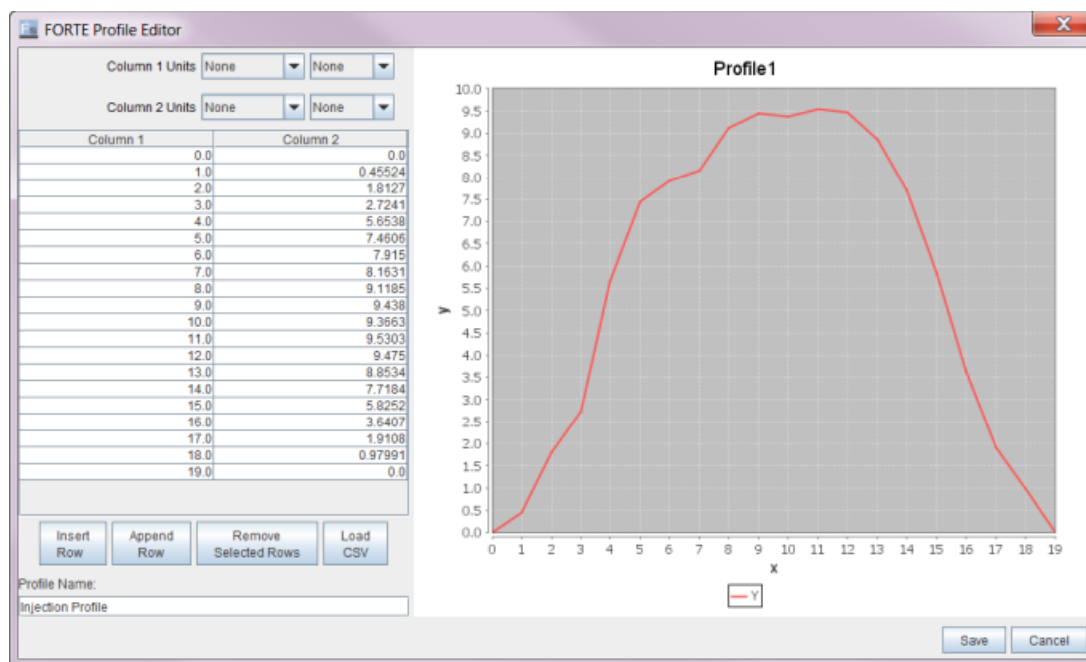 FORTE Profile Editor
Column 1 Units None None
Column 2 Units None None
Column 1 Column 2
0.0 0.0
1.0 0.45524
2.0 1.8127
3.0 2.7241
4.0 5.6538
5.0 7.4606
6.0 7.915
7.0 8.1631
8.0 9.1185
9.0 9.438
10.0 9.3663
11.0 9.5303
12.0 9.475
13.0 8.8534
14.0 7.7184
15.0 5.8252
16.0 3.6407
17.0 1.9108
18.0 0.97991
19.0 0.0
Insert Row
Append Row
Remove Selected Rows
Load CSV
Profile Name:
Injection Profile
Profile1
10.0
9.5
9.0
8.5
8.0
7.5
7.0
6.5
6.0
5.5
5.0
4.5
4.0
3.5
3.0
2.5
2.0
1.5
1.0
0.5
0.0
y
0 1 2 3 4 5 6 7 8 9 10 11 12 13 14 15 16 17 18 19
x
Y
Save Cancel